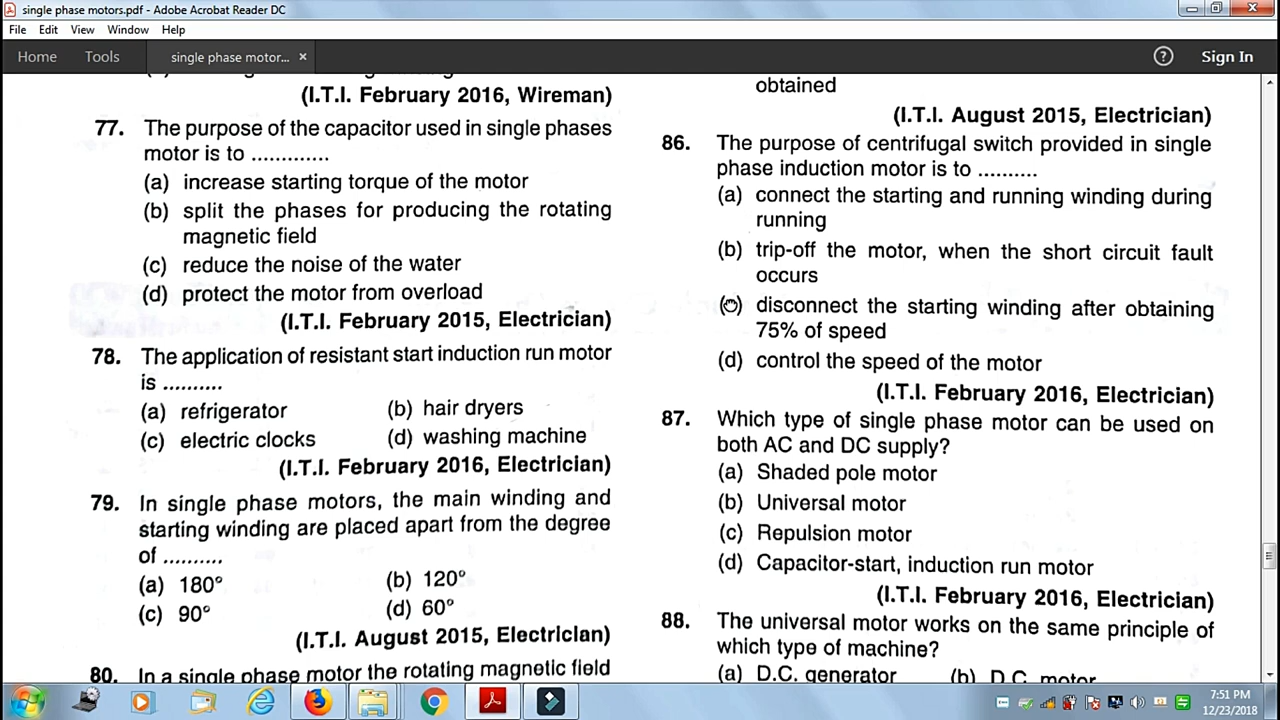 single phase motors.pdf - Adobe Acrobat Reader DC
File Edit View Window Help
Home Tools single phase motor... × Sign In
(I.T.I. February 2016, Wireman)
77. The purpose of the capacitor used in single phases
motor is to .............
(a) increase starting torque of the motor
(b) split the phases for producing the rotating
magnetic field
(c) reduce the noise of the water
(d) protect the motor from overload
(I.T.I. February 2015, Electrician)
78. The application of resistant start induction run motor
is ..........
(a) refrigerator (b) hair dryers
(c) electric clocks (d) washing machine
(I.T.I. February 2016, Electrician)
79. In single phase motors, the main winding and
starting winding are placed apart from the degree
of ..........
(a) 180° (b) 120°
(c) 90° (d) 60°
(I.T.I. August 2015, Electrician)
80. In a single phase motor the rotating magnetic field
obtained
(I.T.I. August 2015, Electrician)
86. The purpose of centrifugal switch provided in single
phase induction motor is to ..........
(a) connect the starting and running winding during
running
(b) trip-off the motor, when the short circuit fault
occurs
disconnect the starting winding after obtaining
75% of speed
(d) control the speed of the motor
(I.T.I. February 2016, Electrician)
87. Which type of single phase motor can be used on
both AC and DC supply?
(a) Shaded pole motor
(b) Universal motor
(c) Repulsion motor
(d) Capacitor-start, induction run motor
(I.T.I. February 2016, Electrician)
88. The universal motor works on the same principle of
which type of machine?
(a) D.C. generator (b) D.C. motor
7:51 PM
12/23/2018